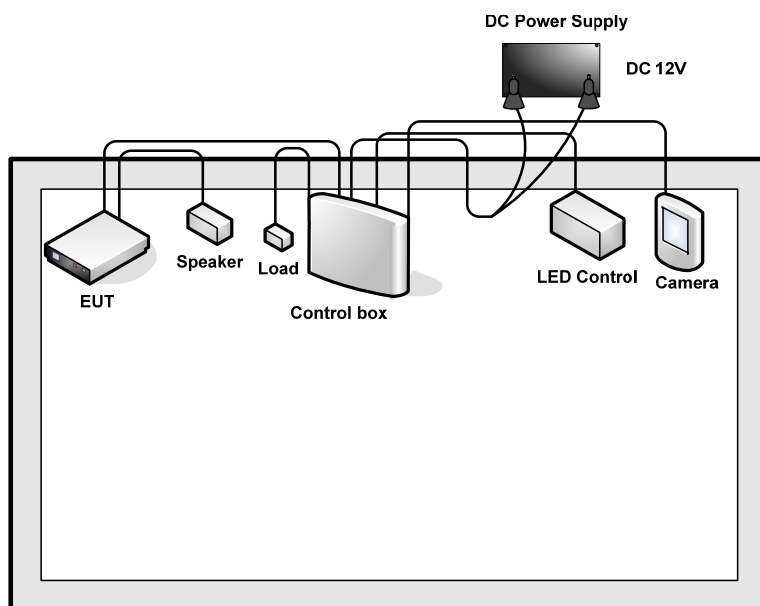 DC Power Supply
DC 12V
EUT
Speaker
Load
Control box
LED Control
Camera